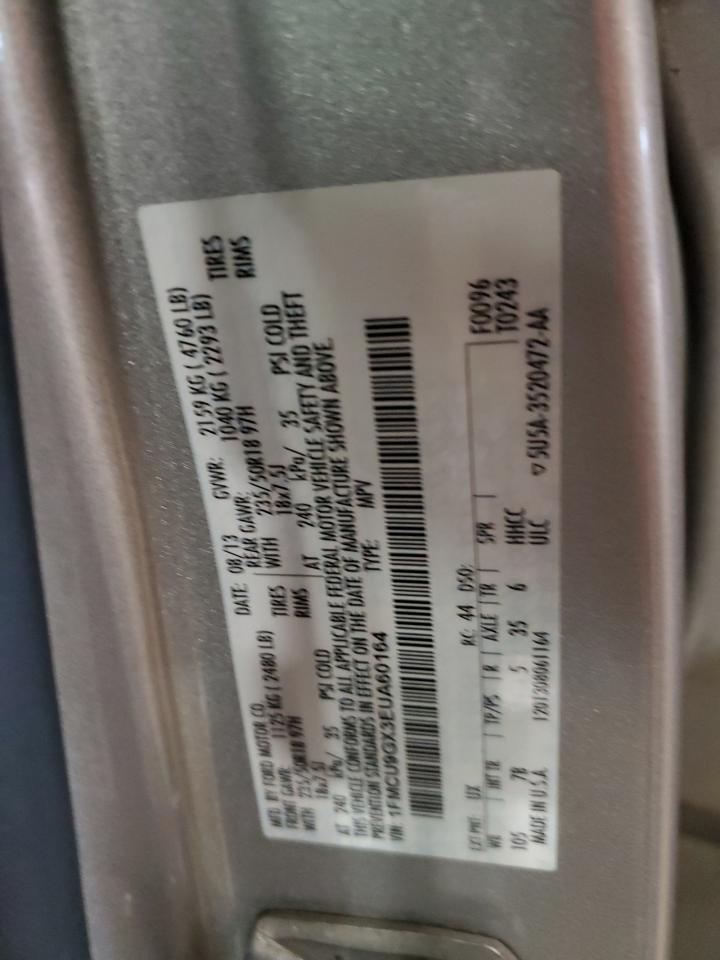 MFD. BY FORD MOTOR CO. DATE: 08/13 GVWR: 2159 KG ( 4760 LB)
FRONT GAWR: 1125 KG ( 2480 LB) REAR GAWR: 1040 KG ( 2293 LB)
WITH 235/50R18 97H TIRES WITH 235/50R18 97H TIRES
18x7.5J RIMS 18x7.5J RIMS
AT 240 kPa/ 35 PSI COLD AT 240 kPa/ 35 PSI COLD
THIS VEHICLE CONFORMS TO ALL APPLICABLE FEDERAL MOTOR VEHICLE SAFETY AND THEFT
PREVENTION STANDARDS IN EFFECT ON THE DATE OF MANUFACTURE SHOWN ABOVE.
VIN: 1FMCU9GX3EUA60164 TYPE: MPV
EXT PNT: UX RC: 44 DSO: F0096
WB INT TR TP/PS R AXLE TR SPR T0243
105 7B 5 35 6 HHCC
MADE IN U.S.A. 1201308061164 ULC ▽5U5A-3520472-AA